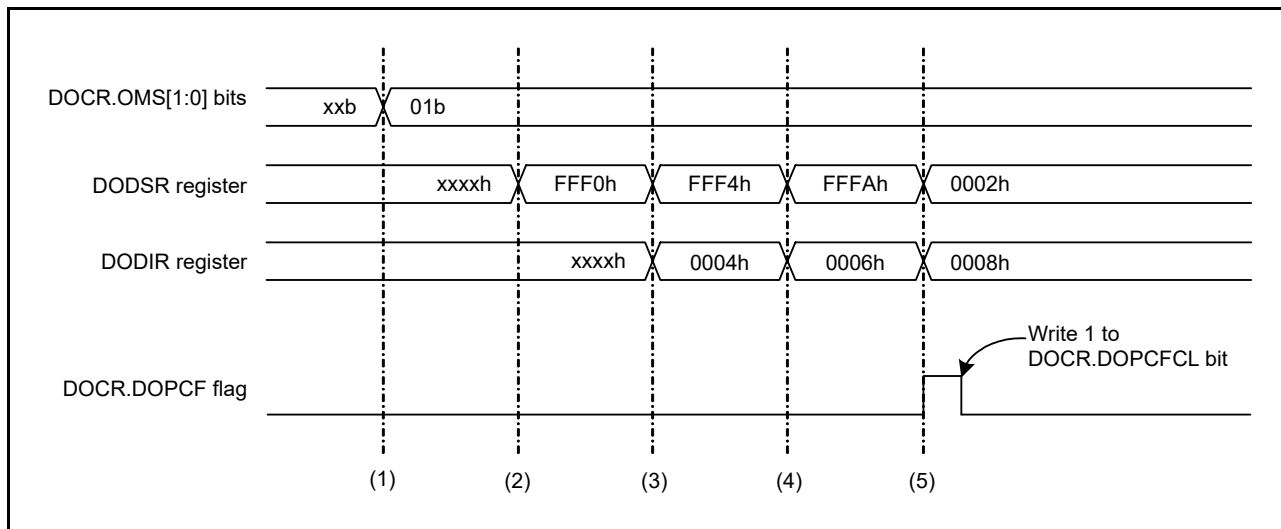 DOCR.OMS[1:0] bits
xxb
01b
DODSR register
xxxxh
FFF0h
FFF4h
FFFAh
0002h
DODIR register
xxxxh
0004h
0006h
0008h
DOCR.DOPCF flag
Write 1 to
DOCR.DOPCFCL bit
(1)
(2)
(3)
(4)
(5)